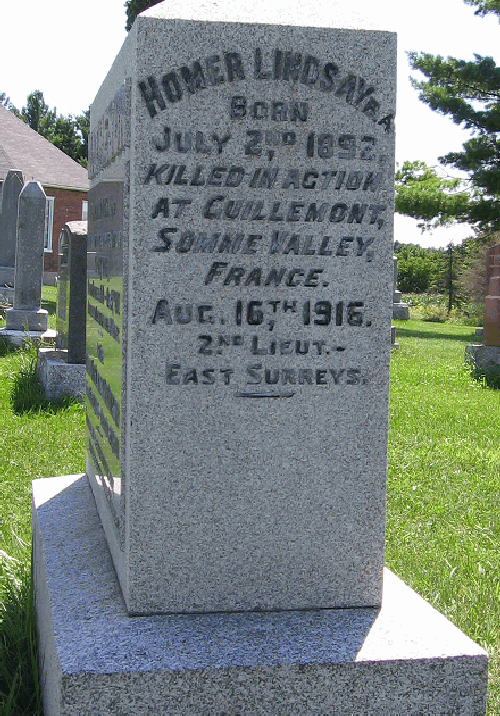 HOMER LINDSAY B.A
BORN
JULY 2ND 1892,
KILLED IN ACTION
AT GUILLEMONT,
SOMME VALLEY,
FRANCE.
AUG. 16TH 1916.
2ND LIEUT.-
EAST SURREYS.